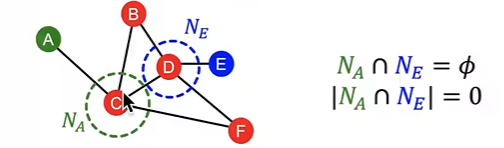 A
B
N_E
D
E
C
N_A
F
N_A ∩ N_E = ϕ
|N_A ∩ N_E| = 0